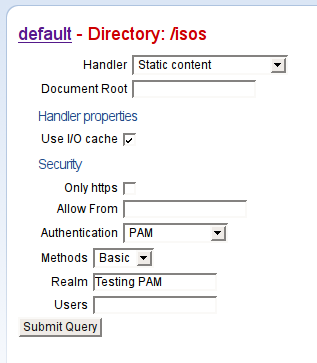 default - Directory: /isos
Handler Static content
Document Root
Handler properties
Use I/O cache
Security
Only https
Allow From
Authentication PAM
Methods Basic
Realm Testing PAM
Users
Submit Query